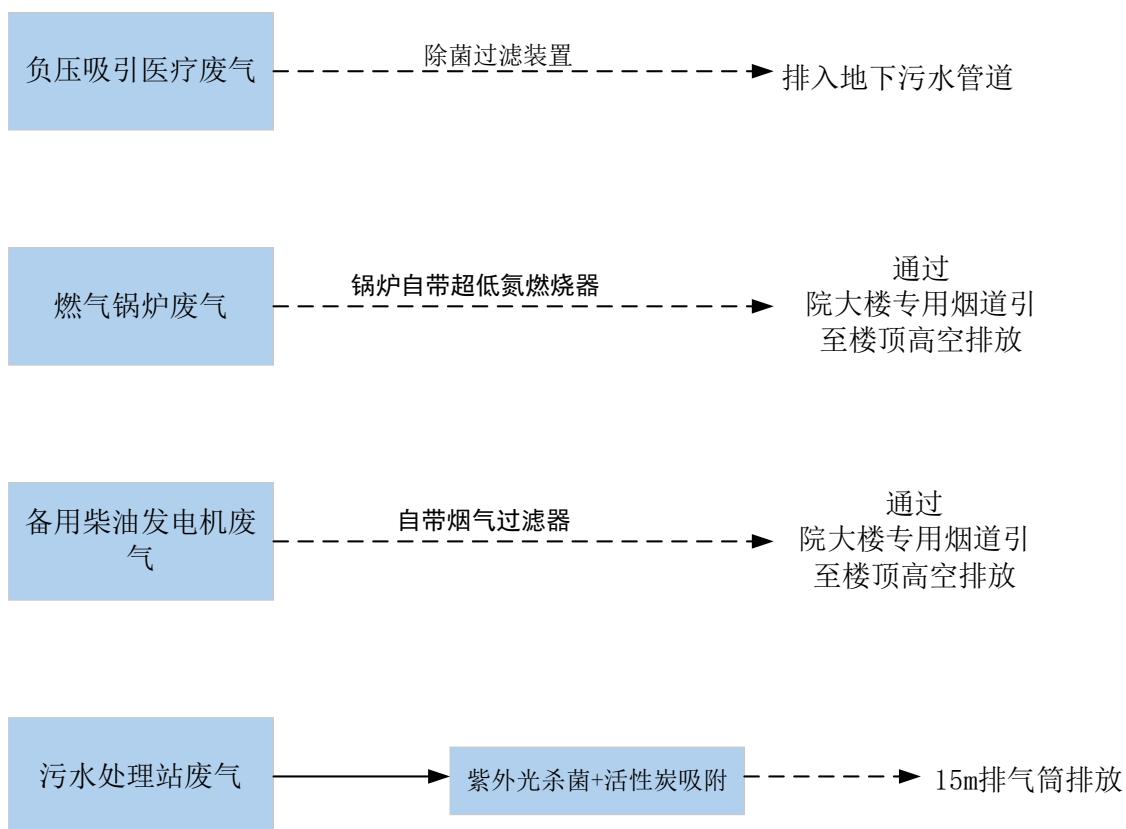 负压吸引医疗废气
除菌过滤装置
排入地下污水管道
燃气锅炉废气
锅炉自带超低氮燃烧器
通过
院大楼专用烟道引
至楼顶高空排放
备用柴油发电机废
气
自带烟气过滤器
通过
院大楼专用烟道引
至楼顶高空排放
污水处理站废气
紫外光杀菌+活性炭吸附
15m排气筒排放